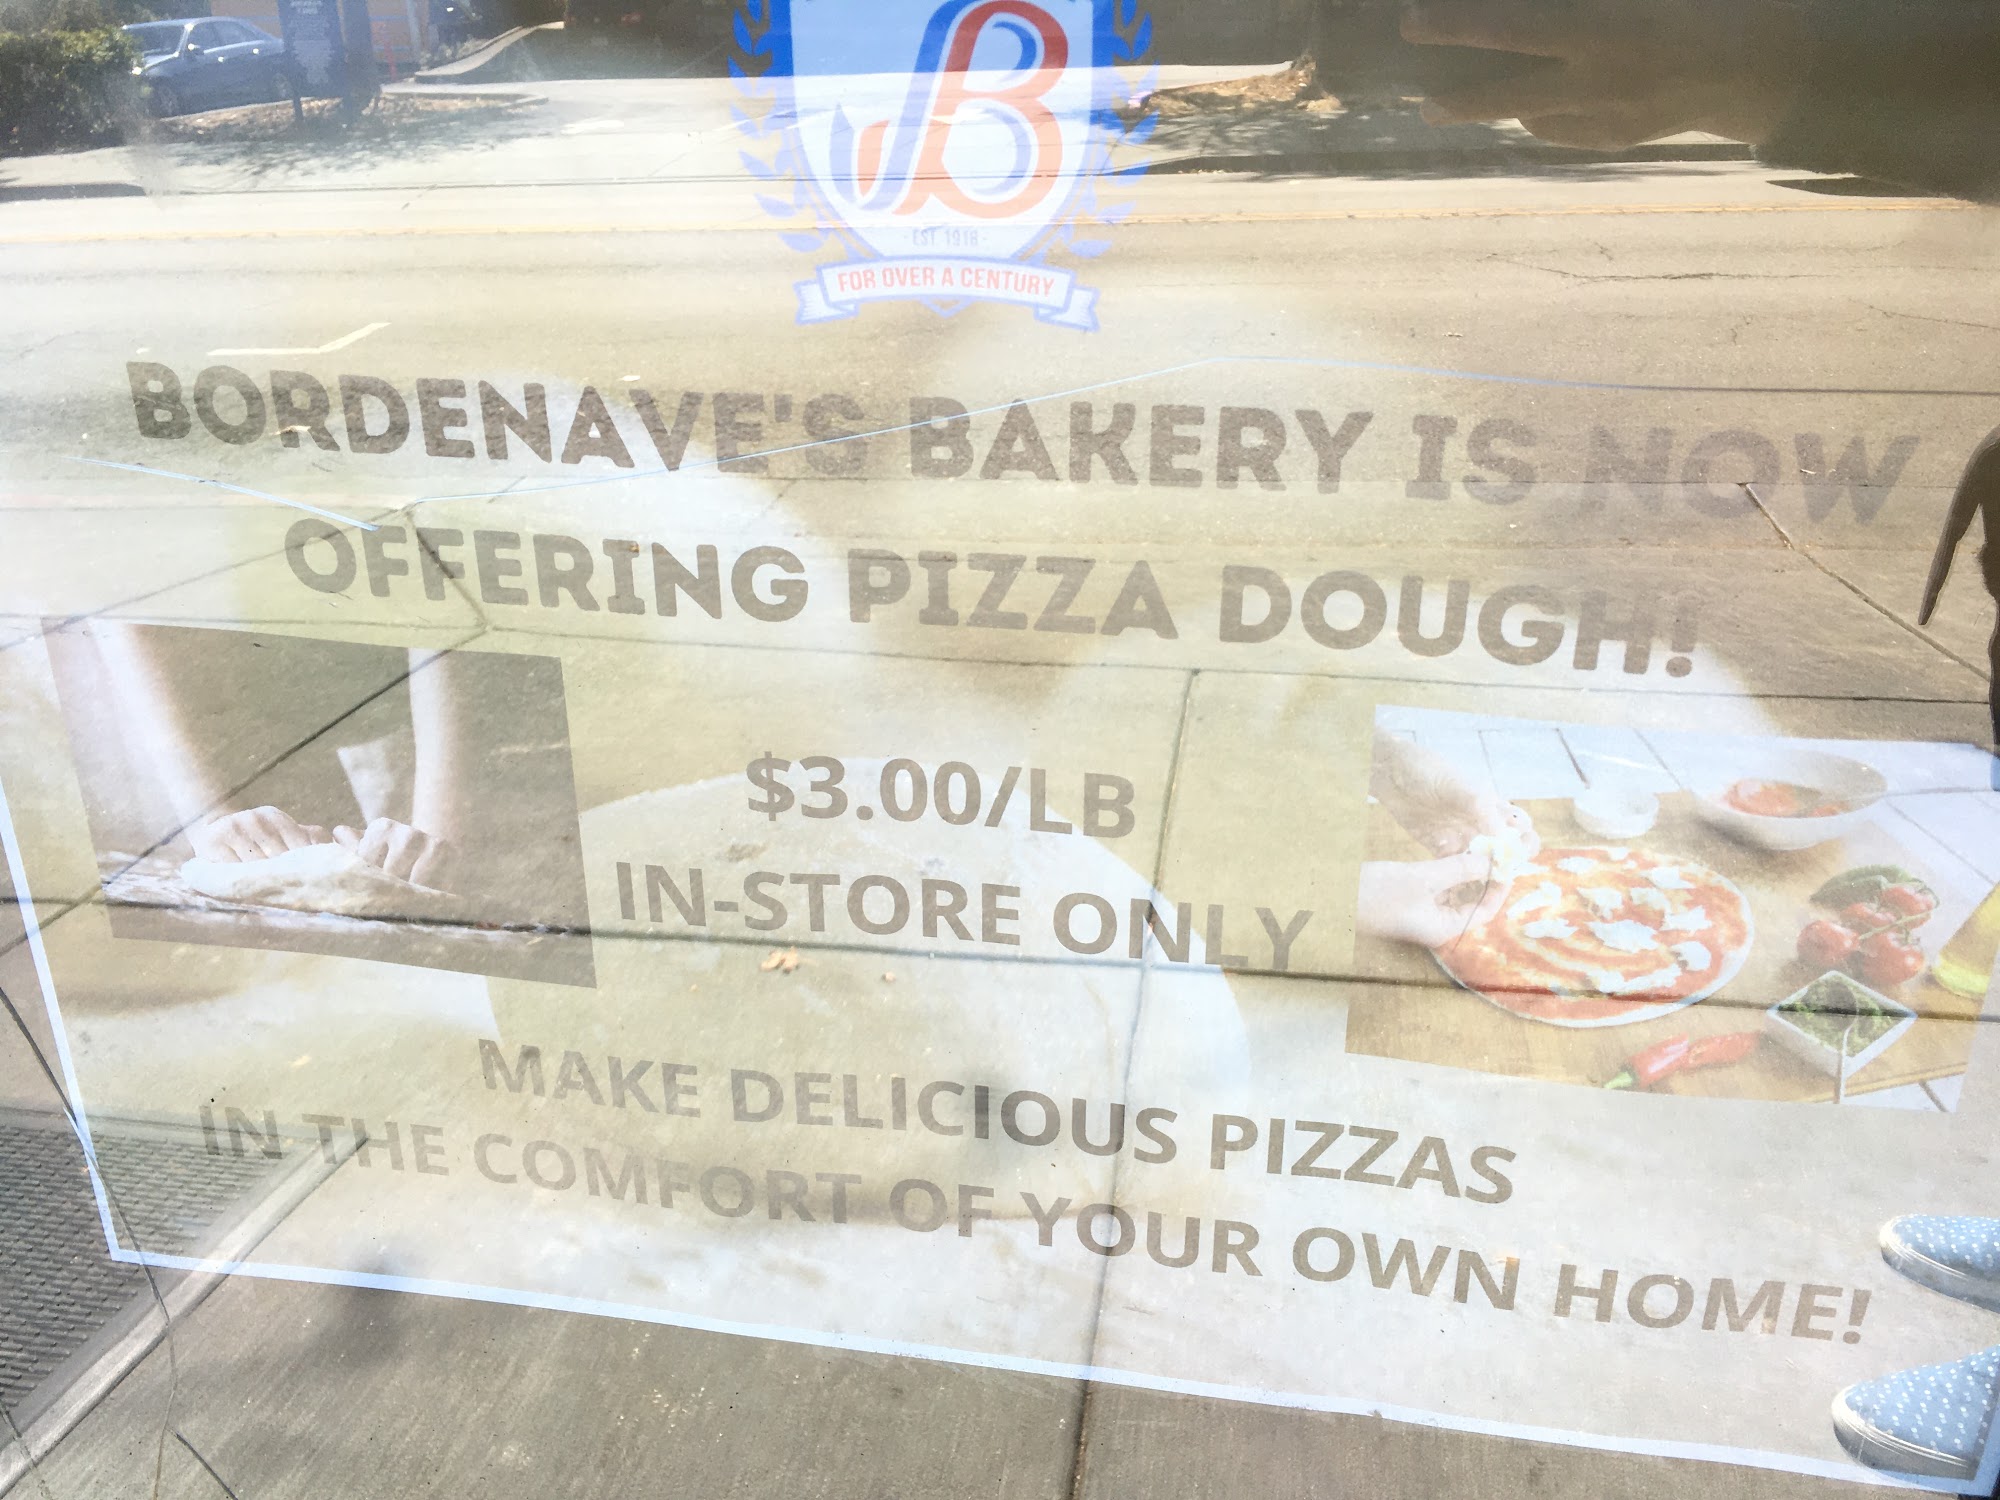 B
EST 1918
FOR OVER A CENTURY
BORDENAVE'S BAKERY IS NOW
OFFERING PIZZA DOUGH!
$3.00/LB
IN-STORE ONLY
MAKE DELICIOUS PIZZAS
IN THE COMFORT OF YOUR OWN HOME!